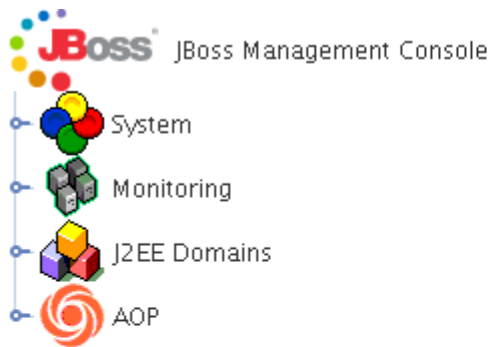 JBoss JBoss Management Console
System
Monitoring
J2EE Domains
AOP